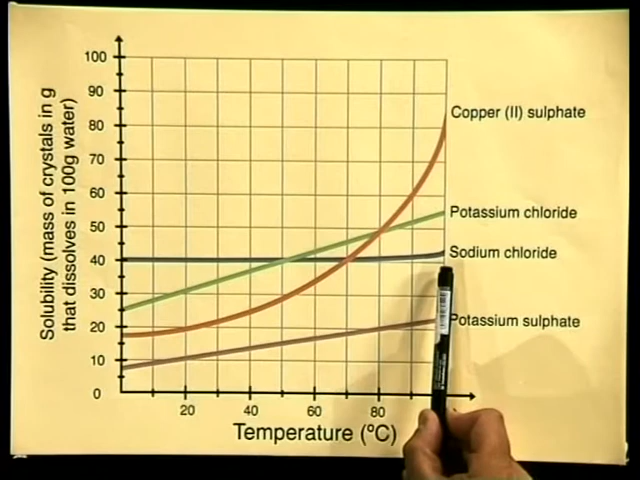 Solubility (mass of crystals in g
that dissolves in 100g water)
100
90
80
70
60
50
40
30
20
10
0
20
40
60
80
Temperature (ºC)
Copper (II) sulphate
Potassium chloride
Sodium chloride
Potassium sulphate